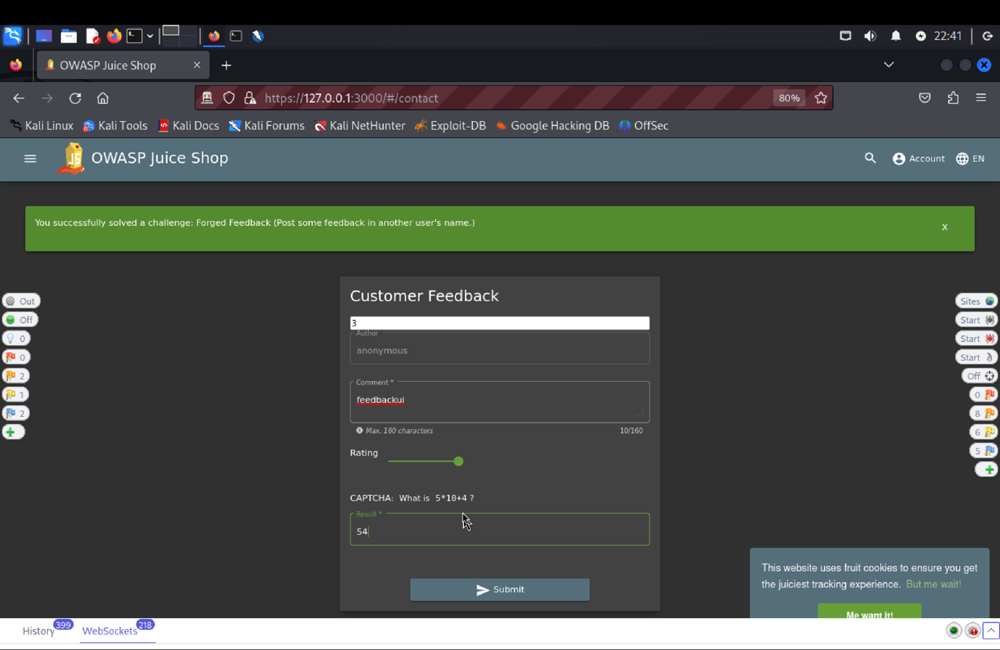 22:41
OWASP Juice Shop
https://127.0.0.1:3000/#/contact
80%
Kali Linux
Kali Tools
Kali Docs
Kali Forums
Kali NetHunter
Exploit-DB
Google Hacking DB
OffSec
JS
OWASP Juice Shop
Account
EN
You successfully solved a challenge: Forged Feedback (Post some feedback in another user's name.)
X
Customer Feedback
3
Author
anonymous
Comment *
feedbackui
Max. 160 characters
10/160
Rating
CAPTCHA: What is 5*10+4 ?
Result *
54
Submit
Out
Off
0
0
2
1
2
Sites
Start
Start
Start
Off
0
8
6
5
This website uses fruit cookies to ensure you get
the juiciest tracking experience. But me wait!
Me want it!
History
399
WebSockets
218